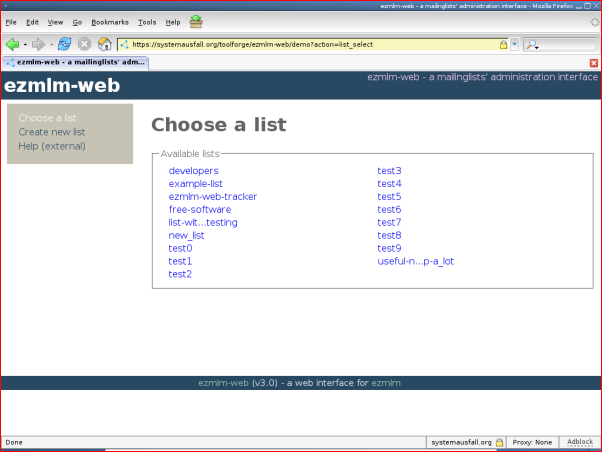 ezmlm-web - a mailinglists' administration interface - Mozilla Firefox
File Edit View Go Bookmarks Tools Help
https://systemausfall.org/toolforge/ezmlm-web/demo?action=list_select
ezmlm-web - a mailinglists' adm...
ezmlm-web
ezmlm-web - a mailinglists' administration interface
Choose a list
Create new list
Help (external)
Choose a list
Available lists
developers
example-list
ezmlm-web-tracker
free-software
list-wit...testing
new_list
test0
test1
test2
test3
test4
test5
test6
test7
test8
test9
useful-n...p-a_lot
ezmlm-web (v3.0) - a web interface for ezmlm
Done
systemausfall.org
Proxy: None
Adblock